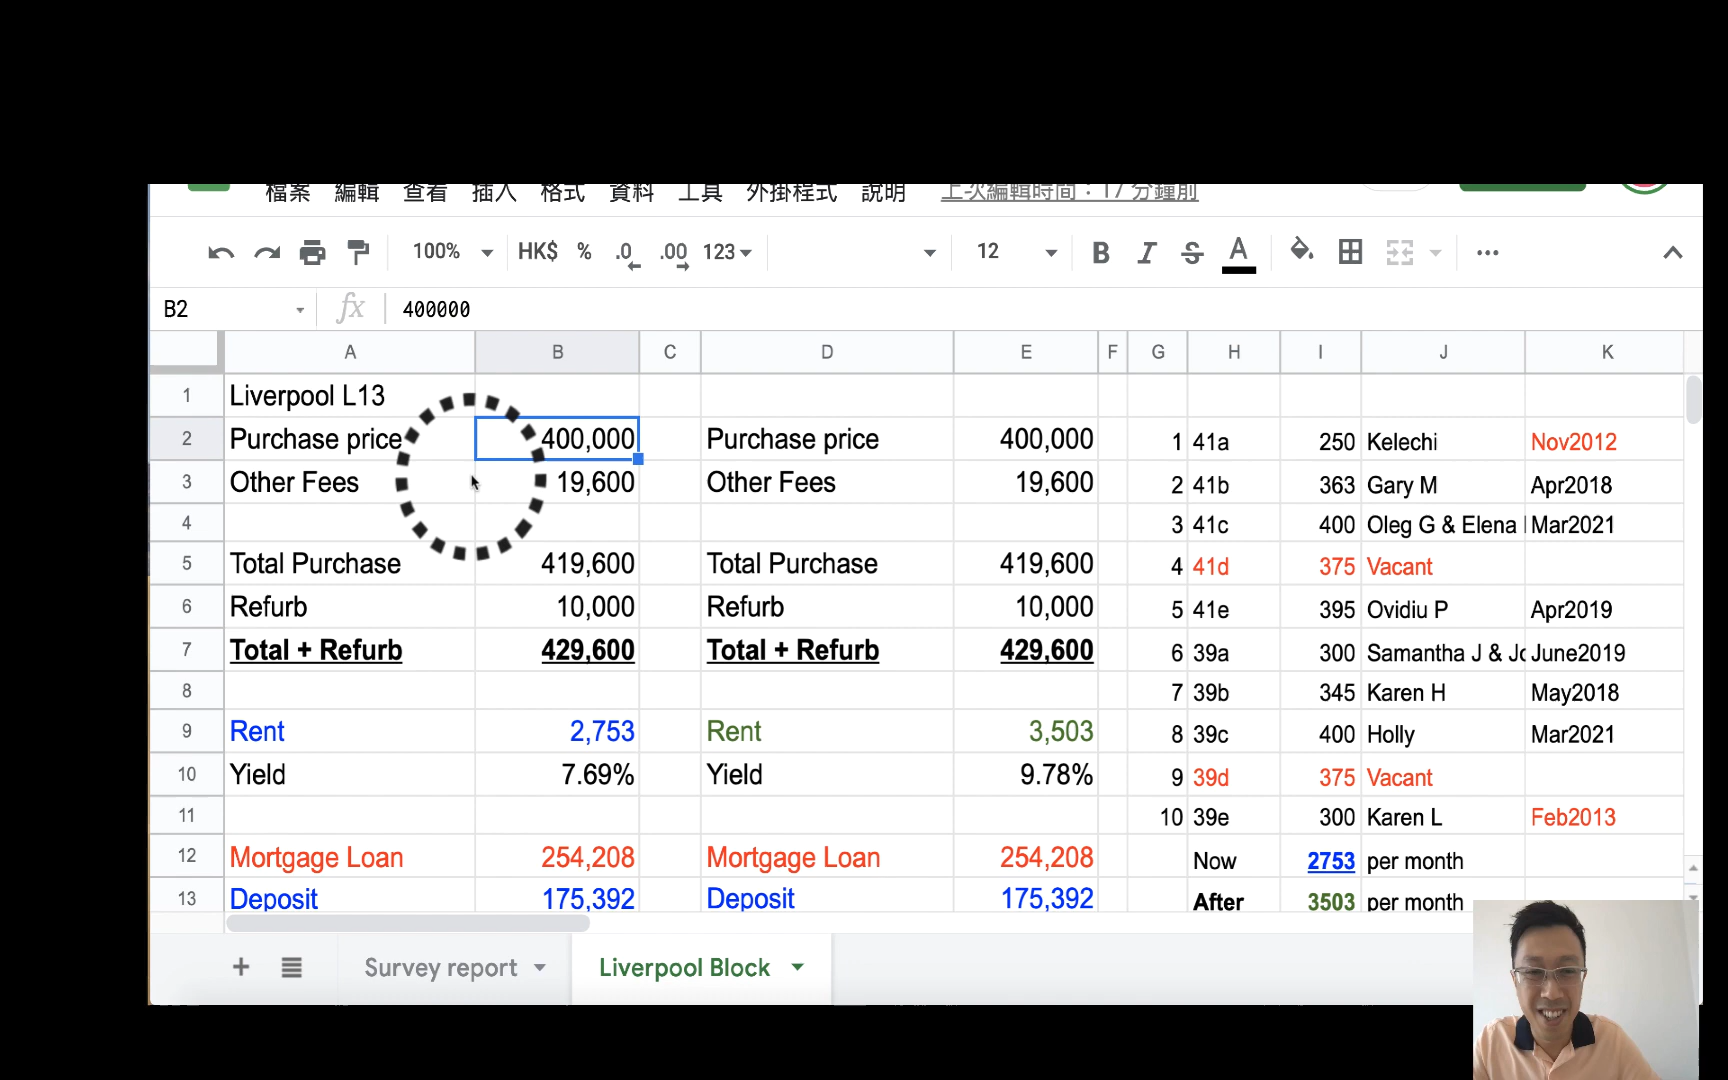 檔案 編輯 查看 插入 格式 資料 工具 外掛程式 說明 上次編輯時間：17 分鐘前
100% HK$ % .0 .00 123 12 B I S A ...
B2 fx 400000
A B C D E F G H I J K
1 Liverpool L13
2 Purchase price 400,000 Purchase price 400,000 1 41a 250 Kelechi Nov2012
3 Other Fees 19,600 Other Fees 19,600 2 41b 363 Gary M Apr2018
4 3 41c 400 Oleg G & Elena Mar2021
5 Total Purchase 419,600 Total Purchase 419,600 4 41d 375 Vacant
6 Refurb 10,000 Refurb 10,000 5 41e 395 Ovidiu P Apr2019
7 Total + Refurb 429,600 Total + Refurb 429,600 6 39a 300 Samantha J & Jo June2019
8 7 39b 345 Karen H May2018
9 Rent 2,753 Rent 3,503 8 39c 400 Holly Mar2021
10 Yield 7.69% Yield 9.78% 9 39d 375 Vacant
11 10 39e 300 Karen L Feb2013
12 Mortgage Loan 254,208 Mortgage Loan 254,208 Now 2753 per month
13 Deposit 175,392 Deposit 175,392 After 3503 per month
+ Survey report Liverpool Block